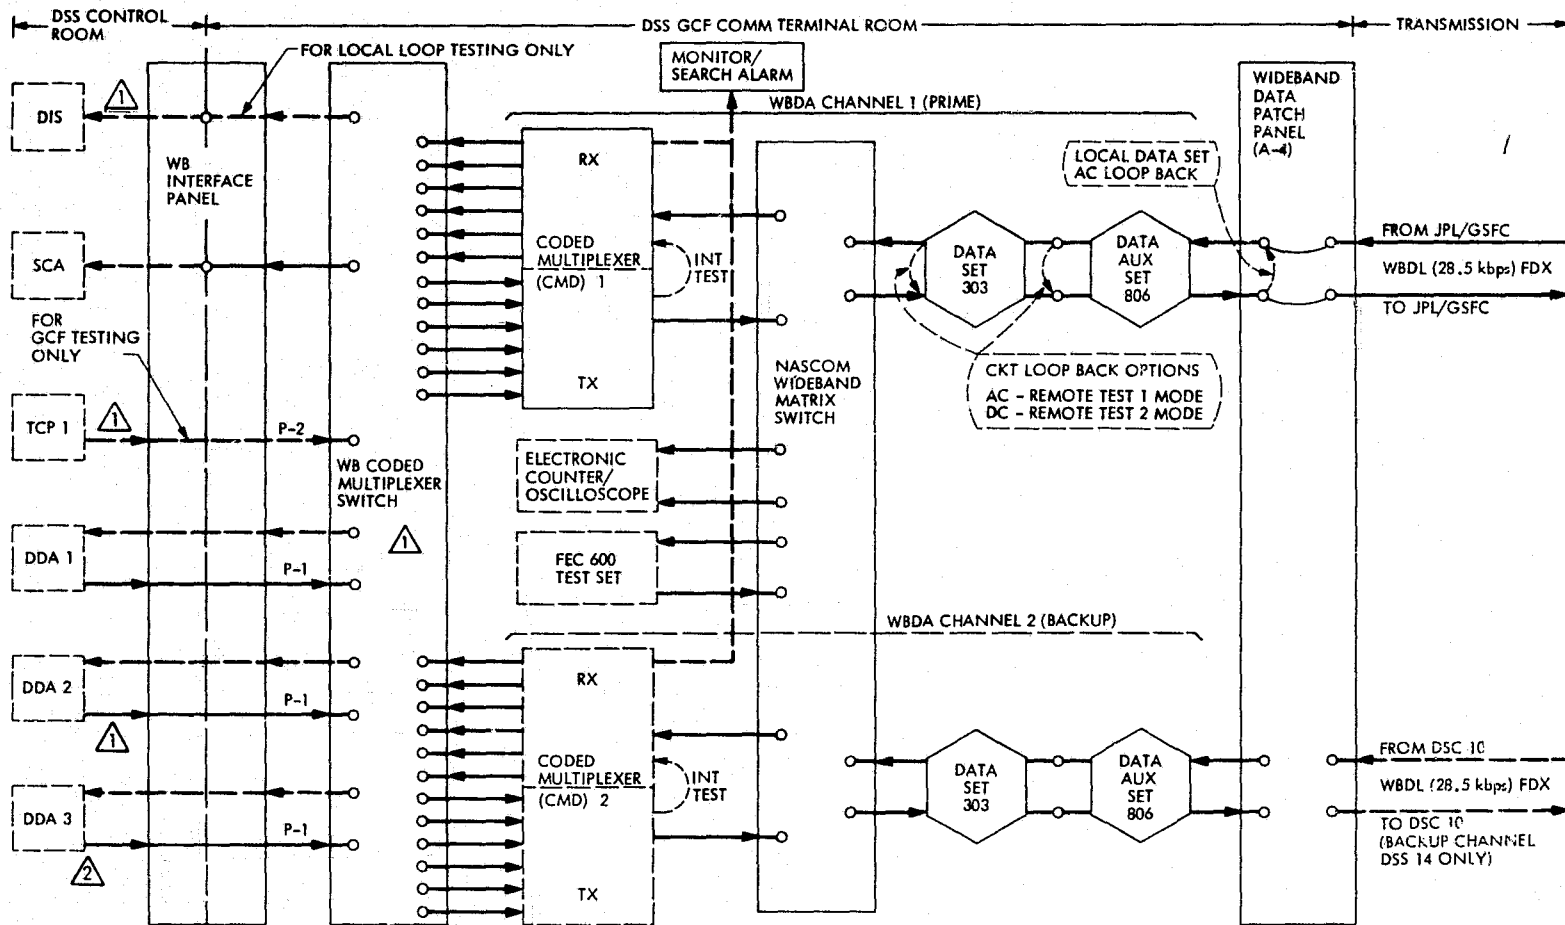 DSS CONTROL
ROOM
DSS GCF COMM TERMINAL ROOM
TRANSMISSION
FOR LOCAL LOOP TESTING ONLY
MONITOR/
SEARCH ALARM
WBDA CHANNEL 1 (PRIME)
WIDEBAND
DATA
PATCH
PANEL
(A-4)
DIS
1
WB
INTERFACE
PANEL
RX
LOCAL DATA SET
AC LOOP BACK
SCA
CODED
MULTIPLEXER
(CMD) 1
INT
TEST
DATA
SET
303
DATA
AUX
SET
806
FROM JPL/GSFC
WBDL (28.5 kbps) FDX
TO JPL/GSFC
FOR
GCF TESTING
ONLY
TX
NASCOM
WIDEBAND
MATRIX
SWITCH
CKT LOOP BACK OPTIONS
AC - REMOTE TEST 1 MODE
DC - REMOTE TEST 2 MODE
TCP 1
1
P-2
WB CODED
MULTIPLEXER
SWITCH
1
ELECTRONIC
COUNTER/
OSCILLOSCOPE
DDA 1
P-1
FEC 600
TEST SET
WBDA CHANNEL 2 (BACKUP)
DDA 2
P-1
1
RX
CODED
MULTIPLEXER
(CMD) 2
INT
TEST
DATA
SET
303
DATA
AUX
SET
806
FROM DSC 10
WBDL (28.5 kbps) FDX
TO DSC 10
(BACKUP CHANNEL
DSS 14 ONLY)
DDA 3
P-1
2
TX